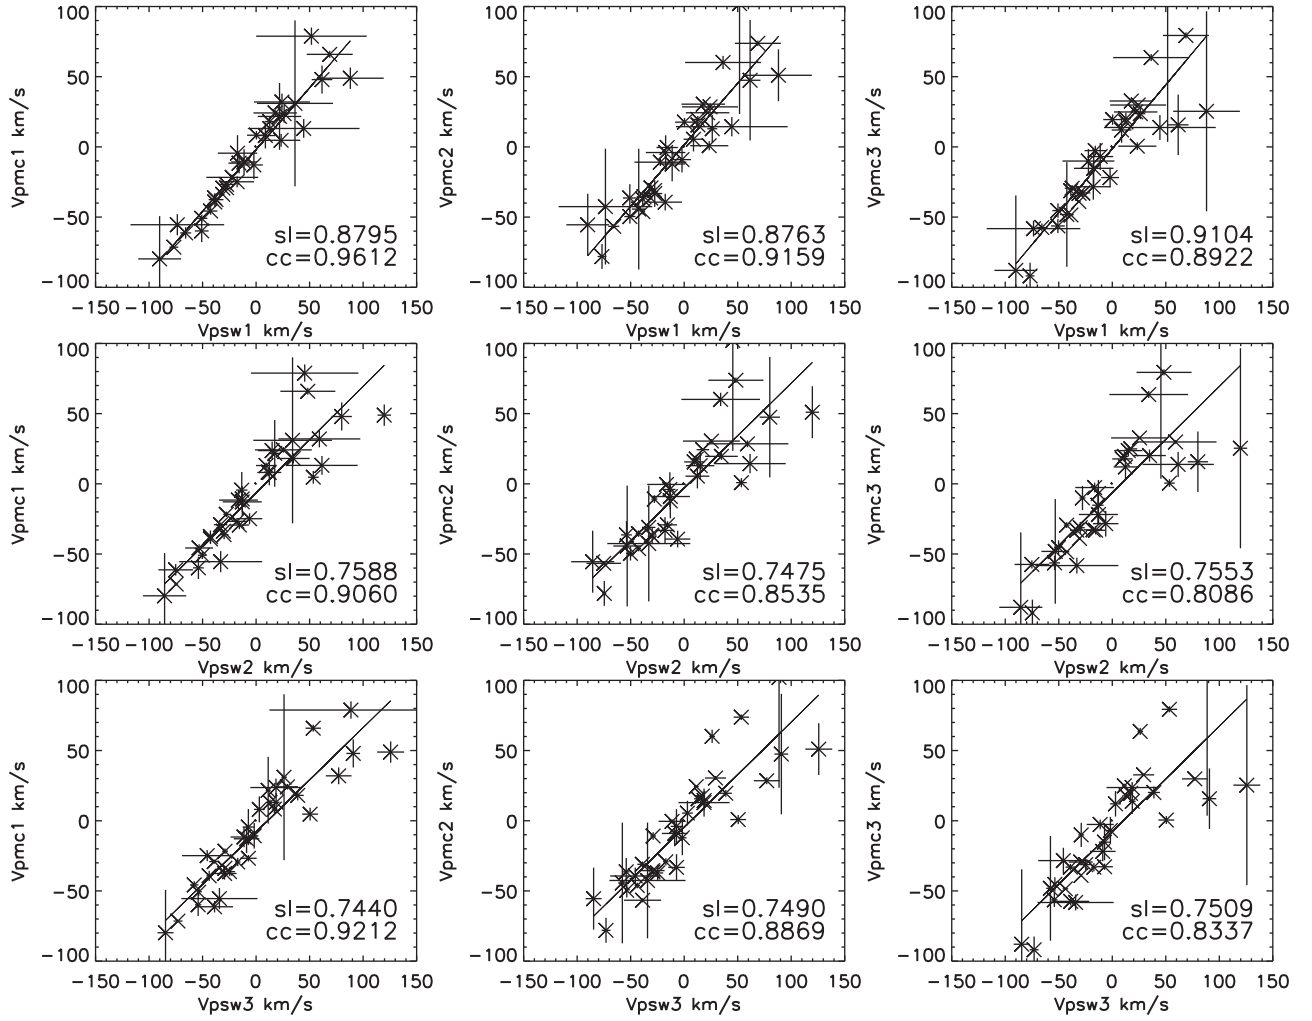 100 100 100
50 50 50
0 0 0
−50 −50 −50
−100 −100 −100
Vpmc1 km/s Vpmc2 km/s Vpmc3 km/s
sl=0.8795 sl=0.8763 sl=0.9104
cc=0.9612 cc=0.9159 cc=0.8922
−150 −100 −50 0 50 100 150 −150 −100 −50 0 50 100 150 −150 −100 −50 0 50 100 150
Vpsw1 km/s Vpsw1 km/s Vpsw1 km/s
100 100 100
50 50 50
0 0 0
−50 −50 −50
−100 −100 −100
Vpmc1 km/s Vpmc2 km/s Vpmc3 km/s
sl=0.7588 sl=0.7475 sl=0.7553
cc=0.9060 cc=0.8535 cc=0.8086
−150 −100 −50 0 50 100 150 −150 −100 −50 0 50 100 150 −150 −100 −50 0 50 100 150
Vpsw2 km/s Vpsw2 km/s Vpsw2 km/s
100 100 100
50 50 50
0 0 0
−50 −50 −50
−100 −100 −100
Vpmc1 km/s Vpmc2 km/s Vpmc3 km/s
sl=0.7440 sl=0.7490 sl=0.7509
cc=0.9212 cc=0.8869 cc=0.8337
−150 −100 −50 0 50 100 150 −150 −100 −50 0 50 100 150 −150 −100 −50 0 50 100 150
Vpsw3 km/s Vpsw3 km/s Vpsw3 km/s